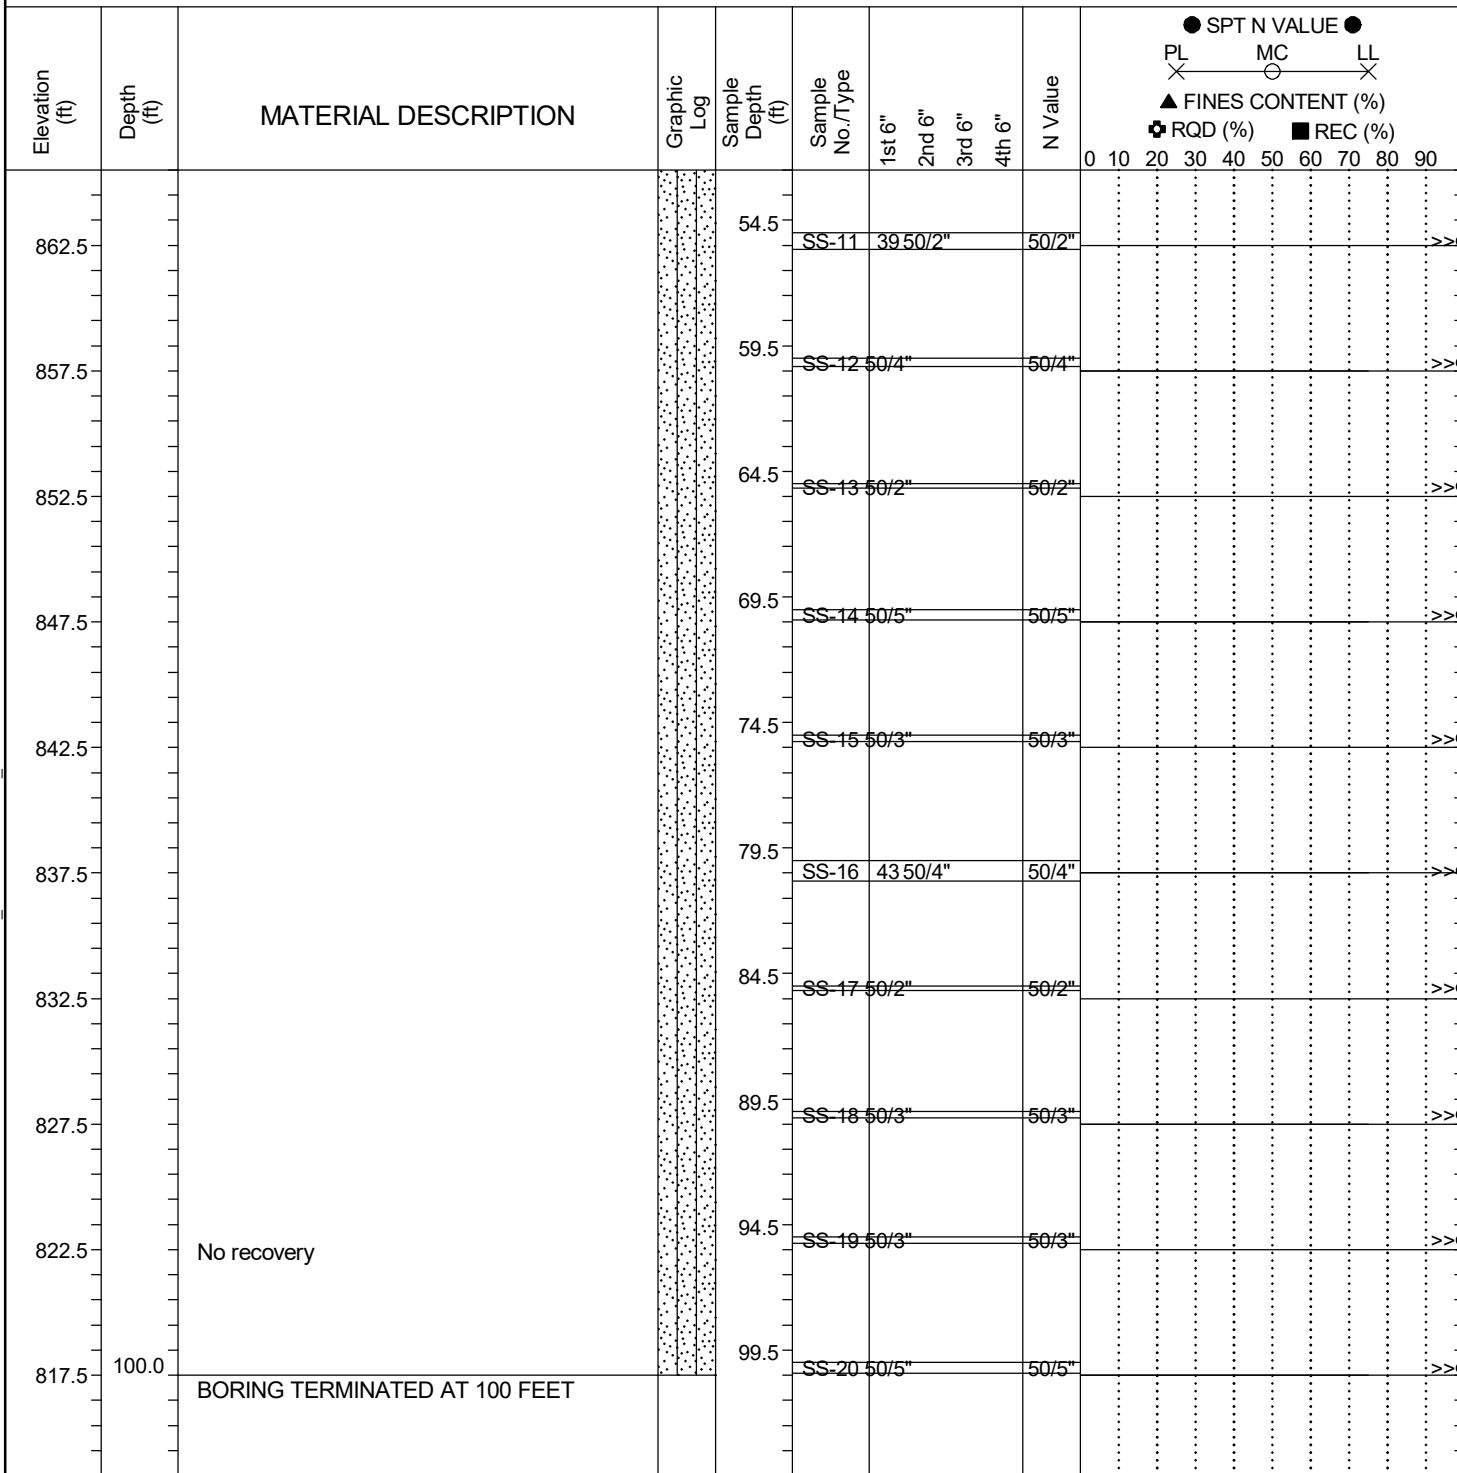 ● SPT N VALUE ●
PL MC LL
▲ FINES CONTENT (%)
RQD (%) ■ REC (%)
Elevation (ft)
Depth (ft)
MATERIAL DESCRIPTION
Graphic Log
Sample Depth (ft)
Sample No./Type
1st 6"
2nd 6"
3rd 6"
4th 6"
N Value
0 10 20 30 40 50 60 70 80 90
54.5
862.5 SS-11 39 50/2" 50/2" >>
59.5
857.5 SS-12 50/4" 50/4" >>
64.5
852.5 SS-13 50/2" 50/2" >>
69.5
847.5 SS-14 50/5" 50/5" >>
74.5
842.5 SS-15 50/3" 50/3" >>
79.5
837.5 SS-16 43 50/4" 50/4" >>
84.5
832.5 SS-17 50/2" 50/2" >>
89.5
827.5 SS-18 50/3" 50/3" >>
94.5
822.5 No recovery SS-19 50/3" 50/3" >>
99.5
817.5 100.0 SS-20 50/5" 50/5" >>
BORING TERMINATED AT 100 FEET